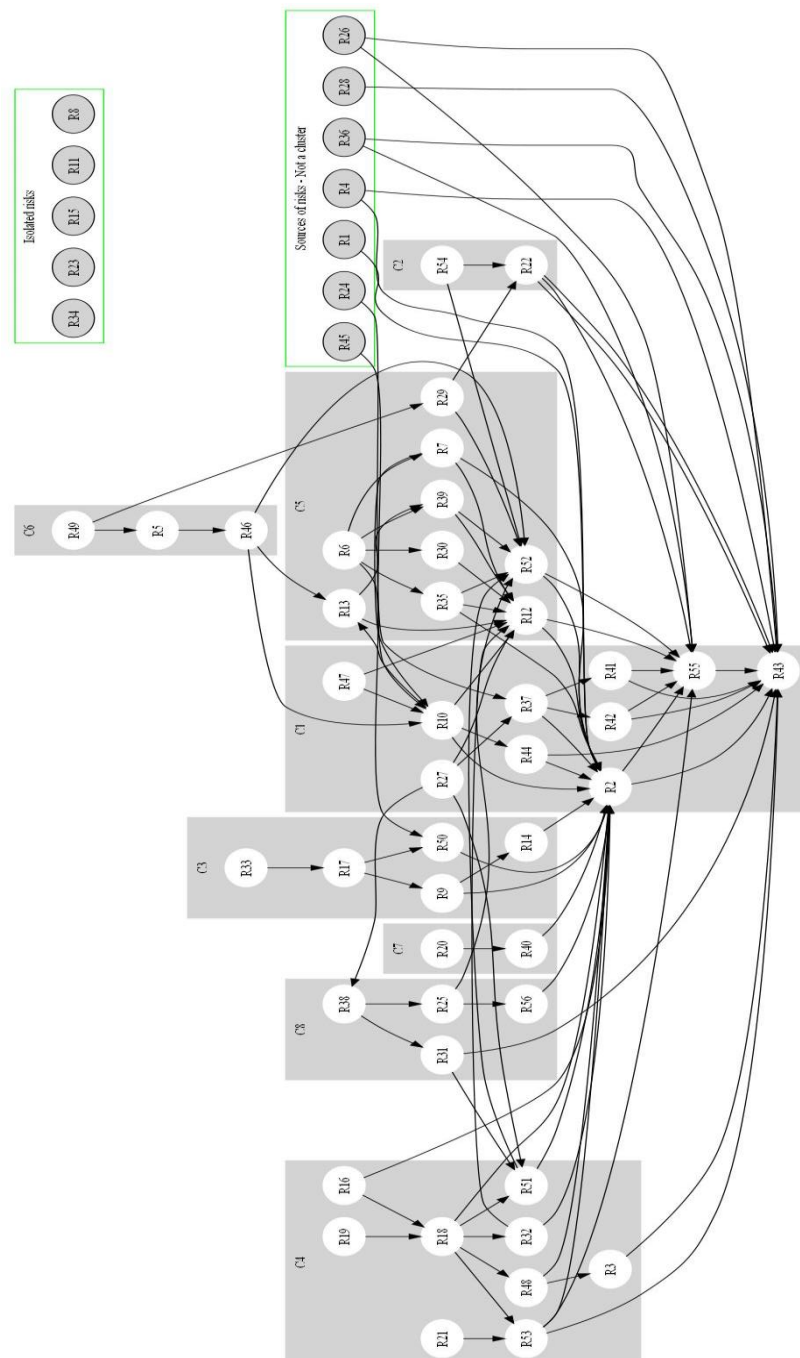 C6
Isolated risks
R49
R34
R23
R15
R11
R8
R5
C3
R33
R46
C4
C8
C1
C5
Sources of risks - Not a cluster
R19
R16
R38
R17
R47
R13
R6
R45
R24
R1
R4
R36
R28
R26
C7
C2
R21
R18
R31
R25
R20
R9
R50
R27
R10
R35
R30
R39
R7
R29
R54
R53
R48
R32
R51
R56
R40
R14
R44
R37
R12
R52
R22
R3
R2
R42
R41
R55
R43